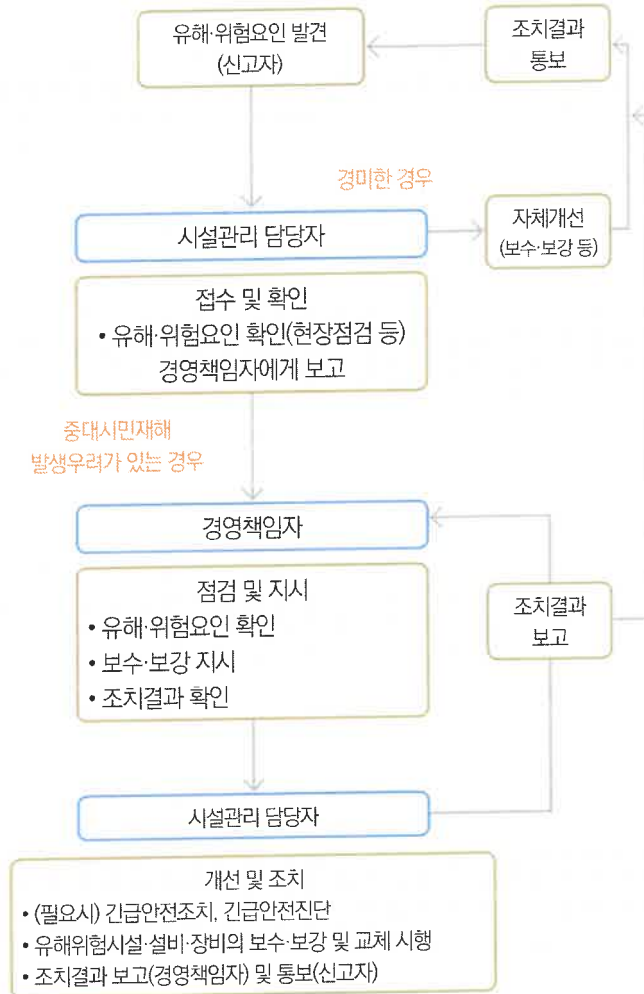 유해·위험요인 발견
(신고자)
조치결과
통보
경미한 경우
시설관리 담당자
자체개선
(보수·보강 등)
접수 및 확인
• 유해·위험요인 확인(현장점검 등)
경영책임자에게 보고
중대시민재해
발생우려가 있는 경우
경영책임자
점검 및 지시
• 유해·위험요인 확인
• 보수·보강 지시
• 조치결과 확인
조치결과
보고
시설관리 담당자
개선 및 조치
• (필요시) 긴급안전조치, 긴급안전진단
• 유해위험시설·설비·장비의 보수·보강 및 교체 시행
• 조치결과 보고(경영책임자) 및 통보(신고자)